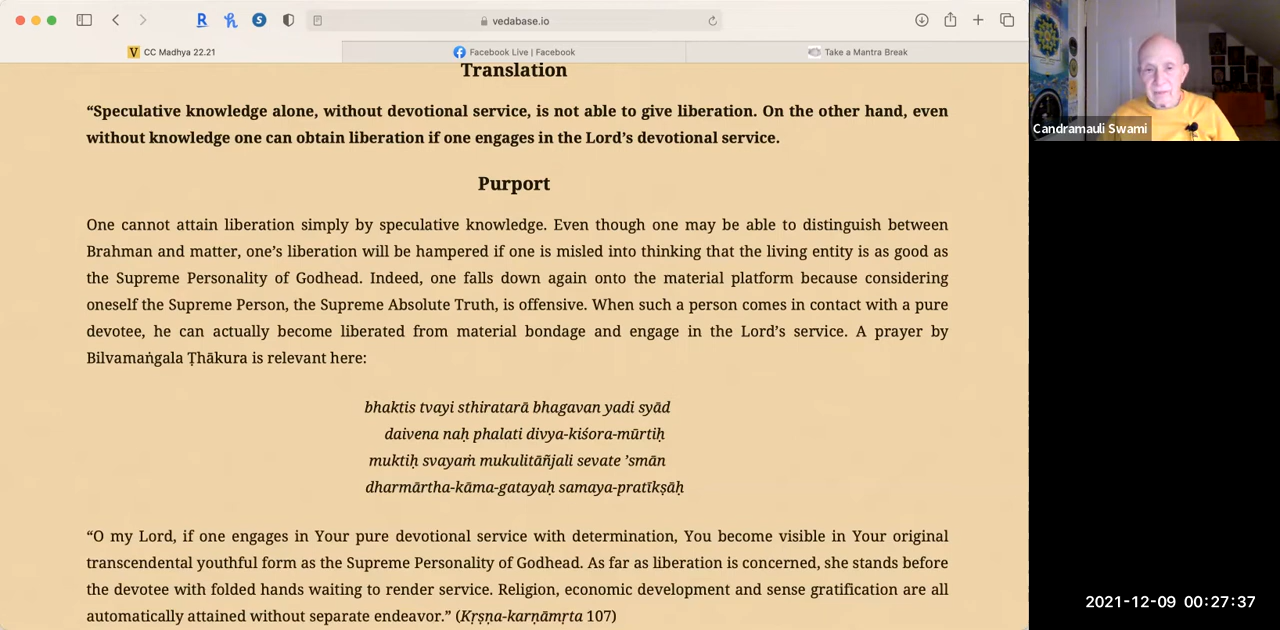 vedabase.io
CC Madhya 22.21
Facebook Live | Facebook
Take a Mantra Break
Translation
“Speculative knowledge alone, without devotional service, is not able to give liberation. On the other hand, even
without knowledge one can obtain liberation if one engages in the Lord’s devotional service.
Purport
One cannot attain liberation simply by speculative knowledge. Even though one may be able to distinguish between
Brahman and matter, one’s liberation will be hampered if one is misled into thinking that the living entity is as good as
the Supreme Personality of Godhead. Indeed, one falls down again onto the material platform because considering
oneself the Supreme Person, the Supreme Absolute Truth, is offensive. When such a person comes in contact with a pure
devotee, he can actually become liberated from material bondage and engage in the Lord’s service. A prayer by
Bilvamaṅgala Ṭhākura is relevant here:
bhaktis tvayi sthiratarā bhagavan yadi syād
daivena naḥ phalati divya-kiśora-mūrtiḥ
muktiḥ svayaṁ mukulitāñjali sevate ’smān
dharmārtha-kāma-gatayaḥ samaya-pratīkṣāḥ
“O my Lord, if one engages in Your pure devotional service with determination, You become visible in Your original
transcendental youthful form as the Supreme Personality of Godhead. As far as liberation is concerned, she stands before
the devotee with folded hands waiting to render service. Religion, economic development and sense gratification are all
automatically attained without separate endeavor.” (Kṛṣṇa-karṇāmṛta 107)
Candramauli Swami
2021-12-09 00:27:37